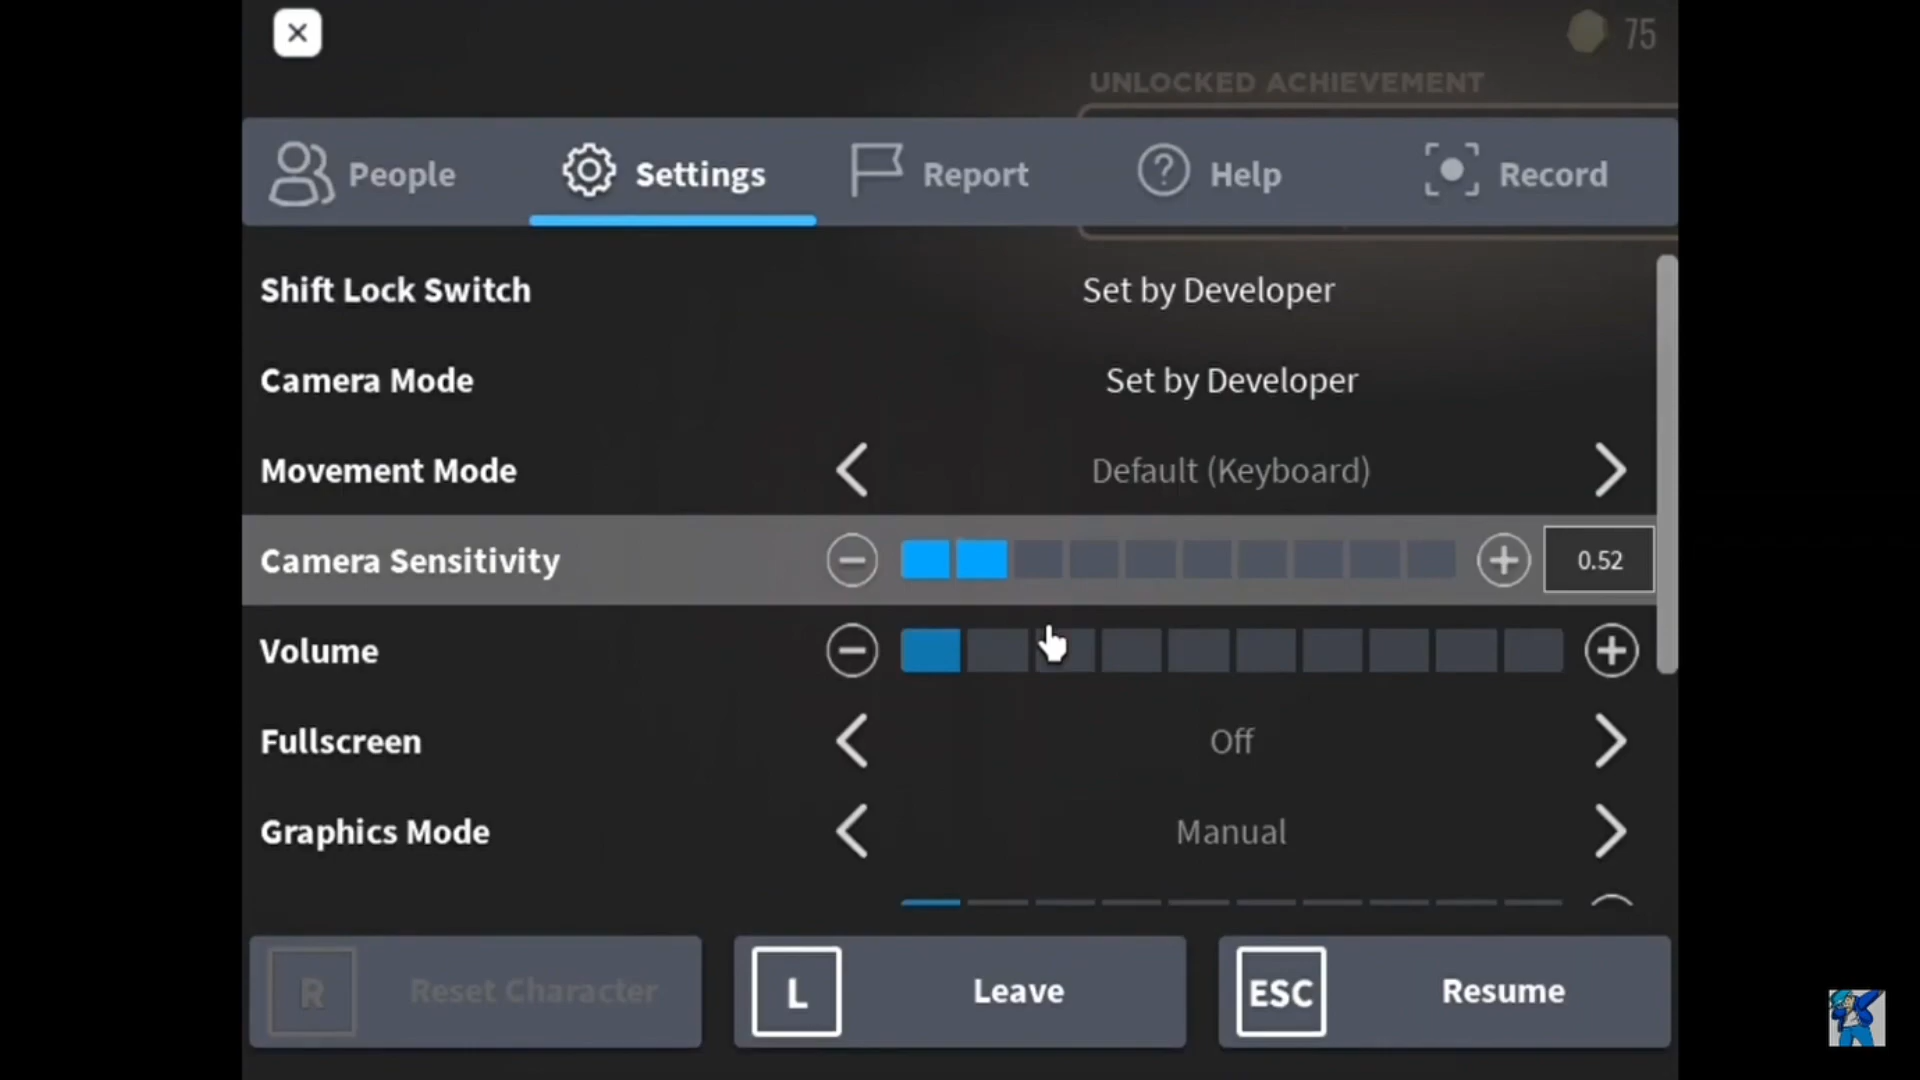 75
UNLOCKED ACHIEVEMENT
People Settings Report Help Record
Shift Lock Switch Set by Developer
Camera Mode Set by Developer
Movement Mode Default (Keyboard)
Camera Sensitivity 0.52
Volume
Fullscreen Off
Graphics Mode Manual
R Reset Character L Leave ESC Resume